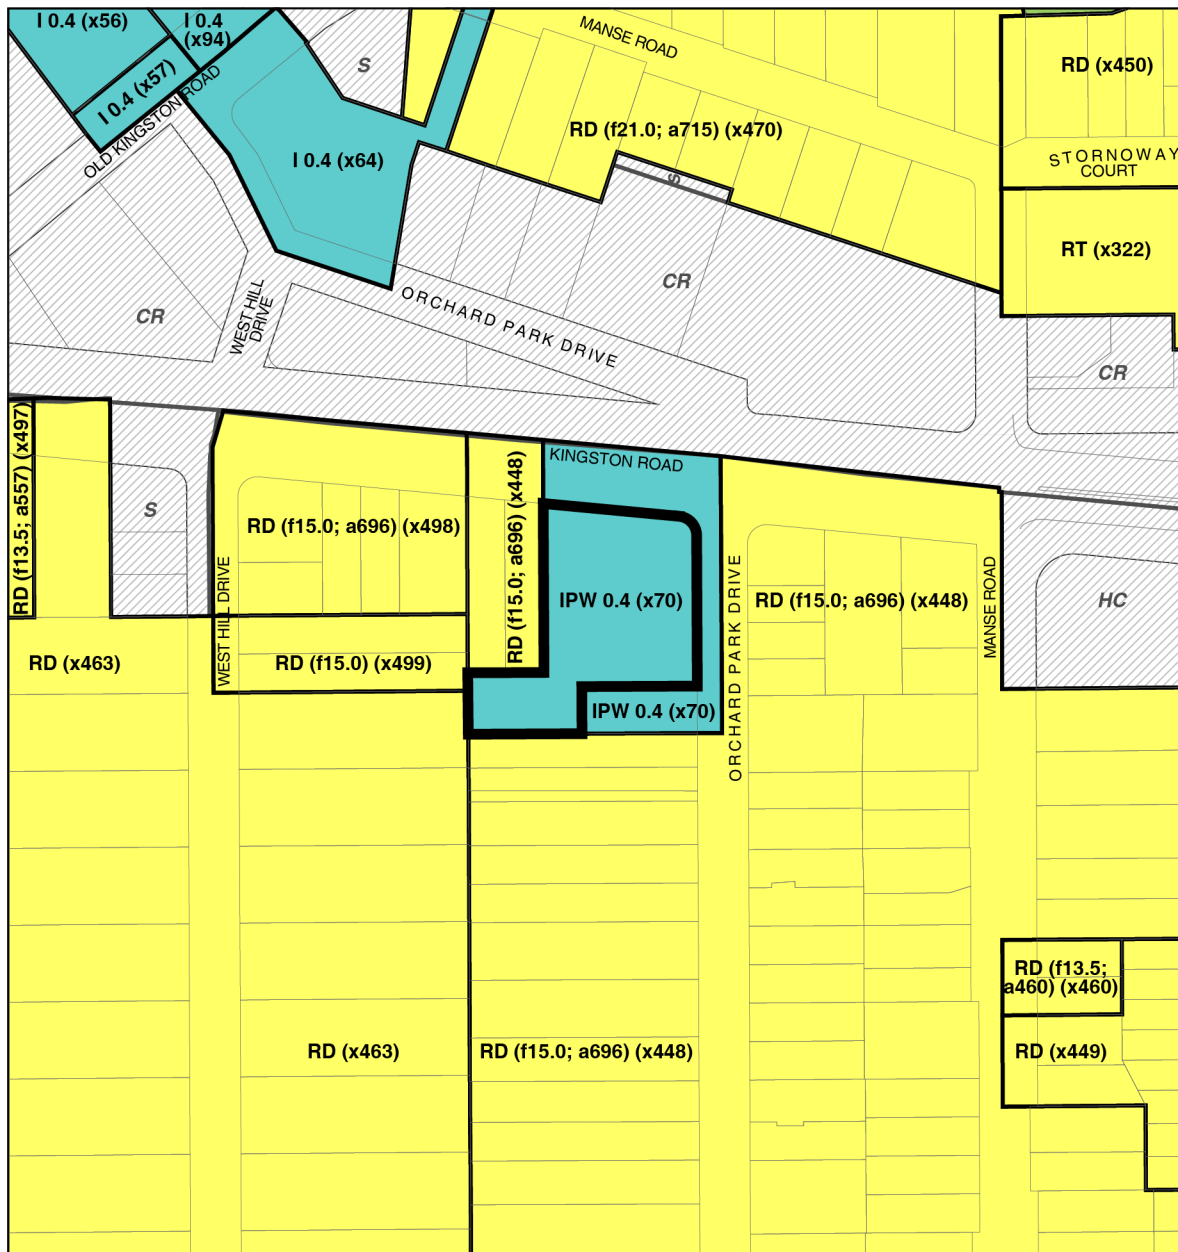 I 0.4 (x56)
I 0.4
(x94)
I 0.4 (x57)
OLD KINGSTON ROAD
S
MANSE ROAD
RD (x450)
RD (f21.0; a715) (x470)
I 0.4 (x64)
STORNOWAY
COURT
S
RT (x322)
CR
CR
WEST HILL
DRIVE
ORCHARD PARK DRIVE
CR
RD (f13.5; a557) (x497)
S
RD (f15.0; a696) (x498)
RD (f15.0; a696) (x448)
KINGSTON ROAD
IPW 0.4 (x70)
ORCHARD PARK DRIVE
RD (f15.0; a696) (x448)
MANSE ROAD
HC
WEST HILL DRIVE
RD (x463)
RD (f15.0) (x499)
IPW 0.4 (x70)
RD (f13.5;
a460) (x460)
RD (x463)
RD (f15.0; a696) (x448)
RD (x449)